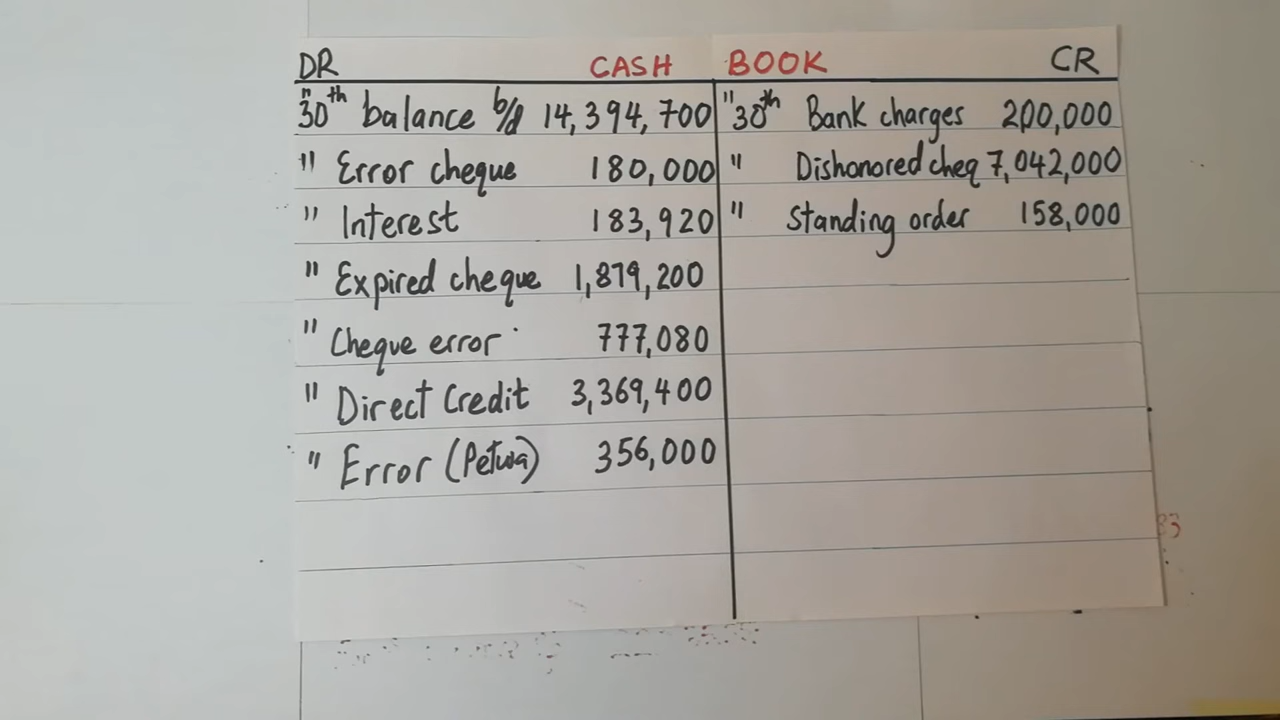 DR CASH BOOK CR
"30th balance b/d 14,394,700 "30th Bank charges 200,000
" Error cheque 180,000 " Dishonored cheq 7,042,000
" Interest 183,920 " Standing order 158,000
" Expired cheque 1,879,200
" Cheque error 777,080
" Direct Credit 3,369,400
" Error (Petwa) 356,000
83